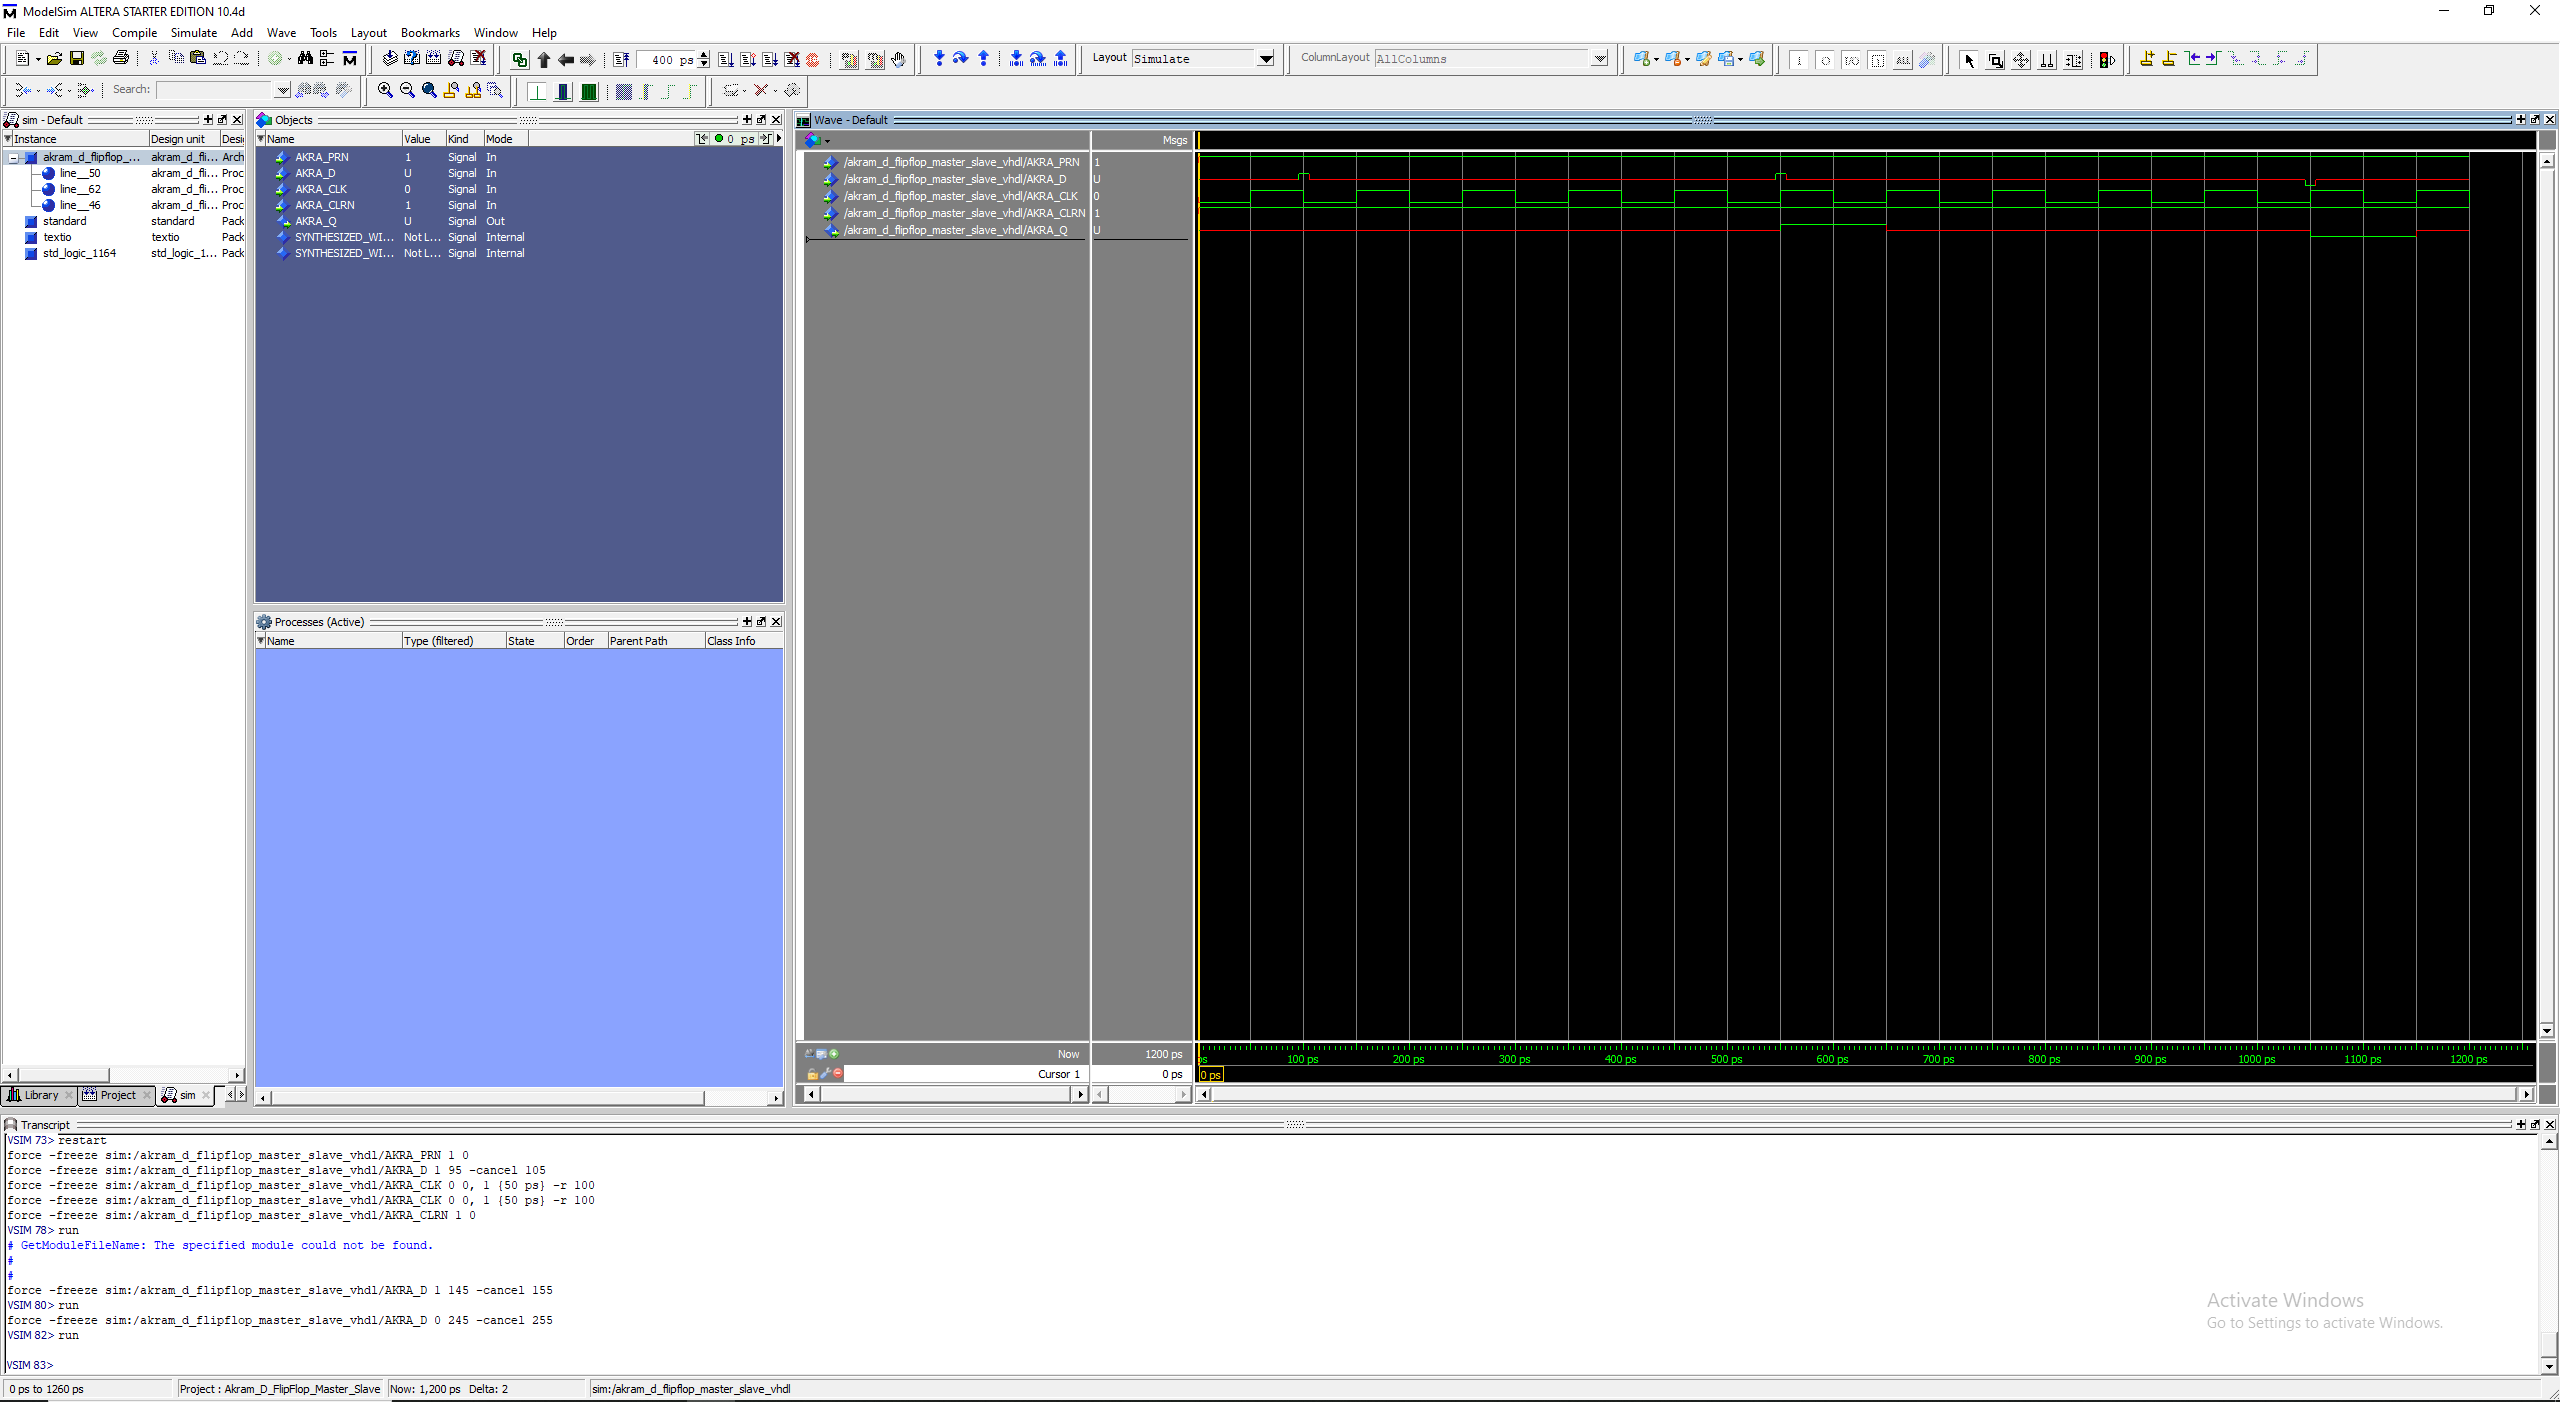 ModelSim ALTERA STARTER EDITION 10.4d
File Edit View Compile Simulate Add Wave Tools Layout Bookmarks Window Help
400 ps
Layout Simulate
ColumnLayout AllColumns
Search:
sim - Default
Instance Design unit Desi
akram_d_flipflop_... akram_d_fli... Arch
line__50 akram_d_fli... Proc
line__62 akram_d_fli... Proc
line__46 akram_d_fli... Proc
standard standard Pack
textio textio Pack
std_logic_1164 std_logic_1... Pack
Library Project sim
Objects
Name Value Kind Mode 0 ps
AKRA_PRN 1 Signal In
AKRA_D U Signal In
AKRA_CLK 0 Signal In
AKRA_CLRN 1 Signal In
AKRA_Q U Signal Out
SYNTHESIZED_WI... Not L... Signal Internal
SYNTHESIZED_WI... Not L... Signal Internal
Processes (Active)
Name Type (filtered) State Order Parent Path Class Info
Wave - Default
Msgs
/akram_d_flipflop_master_slave_vhdl/AKRA_PRN 1
/akram_d_flipflop_master_slave_vhdl/AKRA_D U
/akram_d_flipflop_master_slave_vhdl/AKRA_CLK 0
/akram_d_flipflop_master_slave_vhdl/AKRA_CLRN 1
/akram_d_flipflop_master_slave_vhdl/AKRA_Q U
Now 1200 ps
ps 100 ps 200 ps 300 ps 400 ps 500 ps 600 ps 700 ps 800 ps 900 ps 1000 ps 1100 ps 1200 ps
Cursor 1 0 ps
0 ps
Transcript
VSIM 73> restart
force -freeze sim:/akram_d_flipflop_master_slave_vhdl/AKRA_PRN 1 0
force -freeze sim:/akram_d_flipflop_master_slave_vhdl/AKRA_D 1 95 -cancel 105
force -freeze sim:/akram_d_flipflop_master_slave_vhdl/AKRA_CLK 0 0, 1 {50 ps} -r 100
force -freeze sim:/akram_d_flipflop_master_slave_vhdl/AKRA_CLK 0 0, 1 {50 ps} -r 100
force -freeze sim:/akram_d_flipflop_master_slave_vhdl/AKRA_CLRN 1 0
VSIM 78> run
# GetModuleFileName: The specified module could not be found.
#
#
force -freeze sim:/akram_d_flipflop_master_slave_vhdl/AKRA_D 1 145 -cancel 155
VSIM 80> run
force -freeze sim:/akram_d_flipflop_master_slave_vhdl/AKRA_D 0 245 -cancel 255
VSIM 82> run
VSIM 83>
Activate Windows
Go to Settings to activate Windows.
0 ps to 1260 ps Project : Akram_D_FlipFlop_Master_Slave Now: 1,200 ps Delta: 2 sim:/akram_d_flipflop_master_slave_vhdl